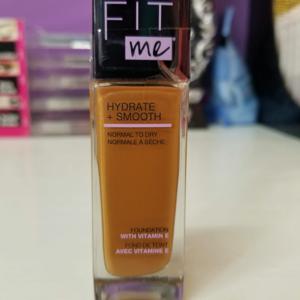 FIT
me
HYDRATE
+ SMOOTH
NORMAL TO DRY
NORMALE À SÈCHE
FOUNDATION
WITH VITAMIN E
FOND DE TEINT
AVEC VITAMINE E